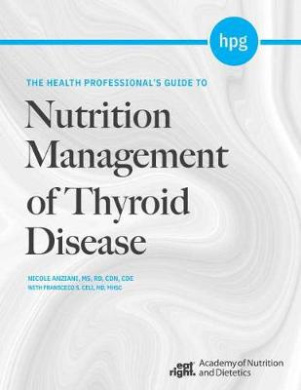 hpg
THE HEALTH PROFESSIONAL'S GUIDE TO
Nutrition
Management
of Thyroid
Disease
NICOLE ANZIANI, MS, RD, CDN, CDE
WITH FRANCESCO S. CELI, MD, MHSC
eat right. Academy of Nutrition
and Dietetics